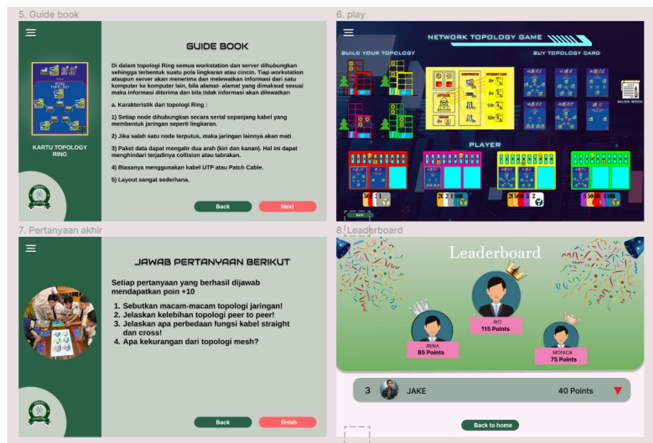 5. Guide book
GUIDE BOOK
Di dalam topologi Ring semua workstation dan server dihubungkan
sehingga terbentuk suatu pola lingkaran atau cincin. Tiap workstation
ataupun server akan menerima dan melewatkan informasi dari satu
komputer ke komputer lain, bila alamat- alamat yang dimaksud sesuai
maka informasi diterima dan bila tidak informasi akan dilewatkan
a. Karakteristik dari topologi Ring :
1) Setiap node dihubungkan secara serial sepanjang kabel yang
membentuk jaringan seperti lingkaran.
2) Jika salah satu node terputus, maka jaringan lainnya akan mati
3) Paket data dapat mengalir dua arah (kiri dan kanan). Hal ini dapat
menghindari terjadinya collision atau tabrakan.
4) Biasanya menggunakan kabel UTP atau Patch Cable.
5) Layout sangat sederhana.
KARTU TOPOLOGY
RING
Back
Next
6. play
NETWORK TOPOLOGY GAME
BUILD YOUR TOPOLOGY
BUY TOPOLOGY CARD
GUIDE BOOK
PLAYER
Back
7. Pertanyaan akhir
JAWAB PERTANYAAN BERIKUT
Setiap pertanyaan yang berhasil dijawab
mendapatkan poin +10
1. Sebutkan macam-macam topologi jaringan!
2. Jelaskan kelebihan topologi peer to peer!
3. Jelaskan apa perbedaan fungsi kabel straight
dan cross!
4. Apa kekurangan dari topologi mesh?
Back
finish
8. Leaderboard
Leaderboard
RIO
115 Points
RENA
85 Points
MONICA
75 Points
3 JAKE 40 Points
Back to home